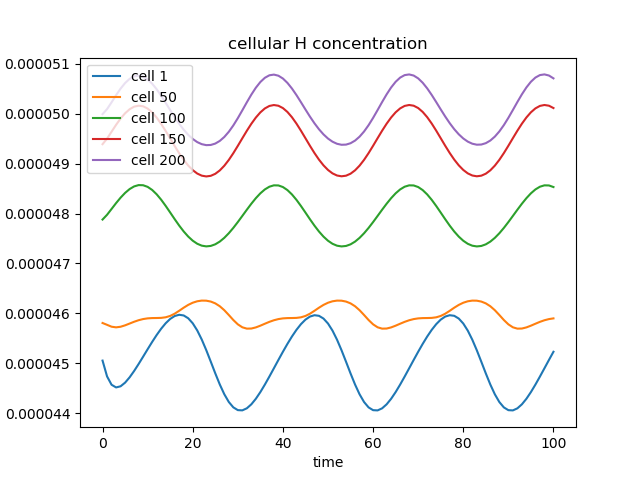 cellular H concentration
0.000051
0.000050
0.000049
0.000048
0.000047
0.000046
0.000045
0.000044
cell 1
cell 50
cell 100
cell 150
cell 200
0 20 40 60 80 100
time